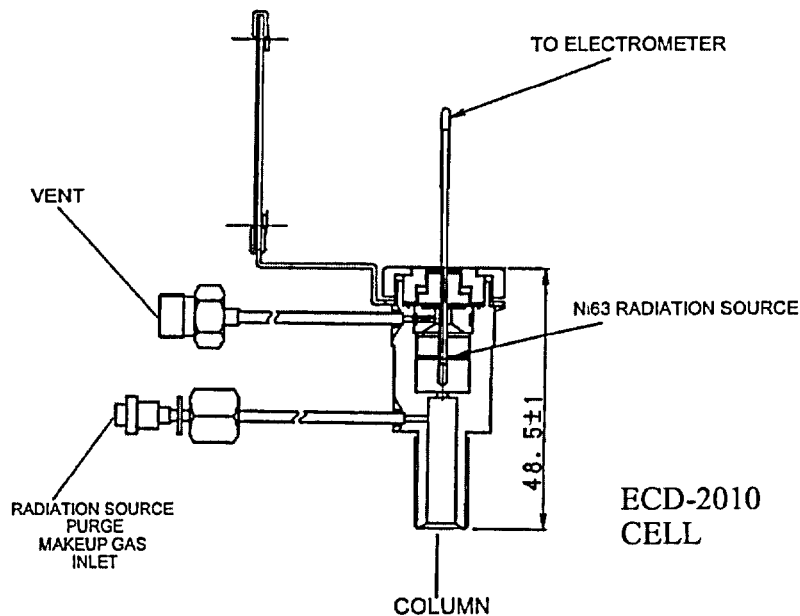 TO ELECTROMETER
VENT
Ni63 RADIATION SOURCE
48.5±1
RADIATION SOURCE
PURGE
MAKEUP GAS
INLET
ECD-2010
CELL
COLUMN